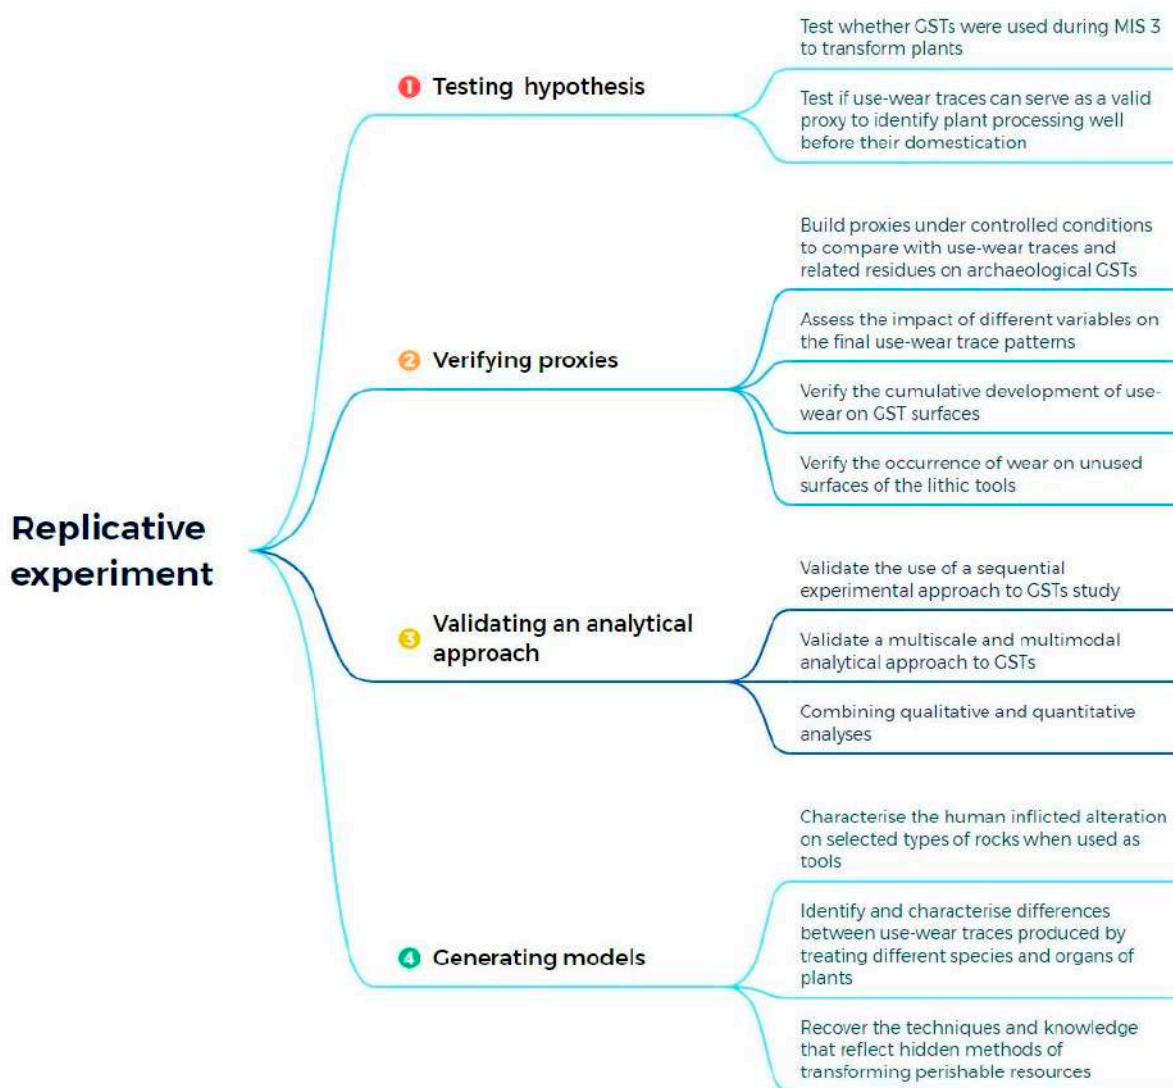 Replicative
experiment
1 Testing hypothesis
Test whether GSTs were used during MIS 3
to transform plants
Test if use-wear traces can serve as a valid
proxy to identify plant processing well
before their domestication
2 Verifying proxies
Build proxies under controlled conditions
to compare with use-wear traces and
related residues on archaeological GSTs
Assess the impact of different variables on
the final use-wear trace patterns
Verify the cumulative development of use-
wear on GST surfaces
Verify the occurrence of wear on unused
surfaces of the lithic tools
3 Validating an analytical
approach
Validate the use of a sequential
experimental approach to GSTs study
Validate a multiscale and multimodal
analytical approach to GSTs
Combining qualitative and quantitative
analyses
4 Generating models
Characterise the human inflicted alteration
on selected types of rocks when used as
tools
Identify and characterise differences
between use-wear traces produced by
treating different species and organs of
plants
Recover the techniques and knowledge
that reflect hidden methods of
transforming perishable resources